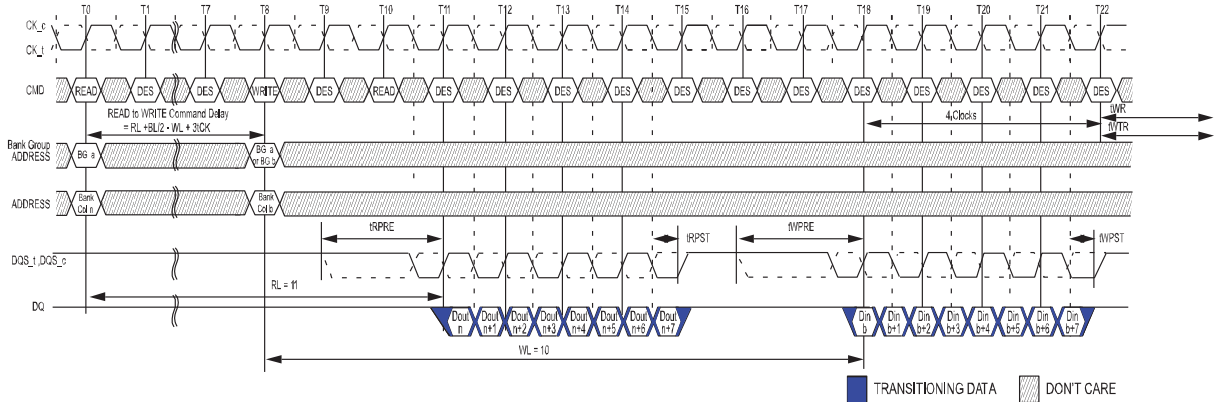 T0 T1 T7 T8 T9 T10 T11 T12 T13 T14 T15 T16 T17 T18 T19 T20 T21 T22
CK_c
CK_t
CMD READ DES DES WRITE DES READ DES DES DES DES DES DES DES DES DES DES DES DES
READ to WRITE Command Delay
= RL +BL/2 - WL + 3tCK
4 Clocks
tWR
tWTR
Bank Group
ADDRESS
BG a
BG a
or BG b
ADDRESS
Bank
Col n
Bank
Col b
tRPRE
tRPST
tWPRE
tWPST
DQS_t,DQS_c
RL = 11
DQ
Dout
n
Dout
n+1
Dout
n+2
Dout
n+3
Dout
n+4
Dout
n+5
Dout
n+6
Dout
n+7
Din
b
Din
b+1
Din
b+2
Din
b+3
Din
b+4
Din
b+5
Din
b+6
Din
b+7
WL = 10
TRANSITIONING DATA
DON'T CARE